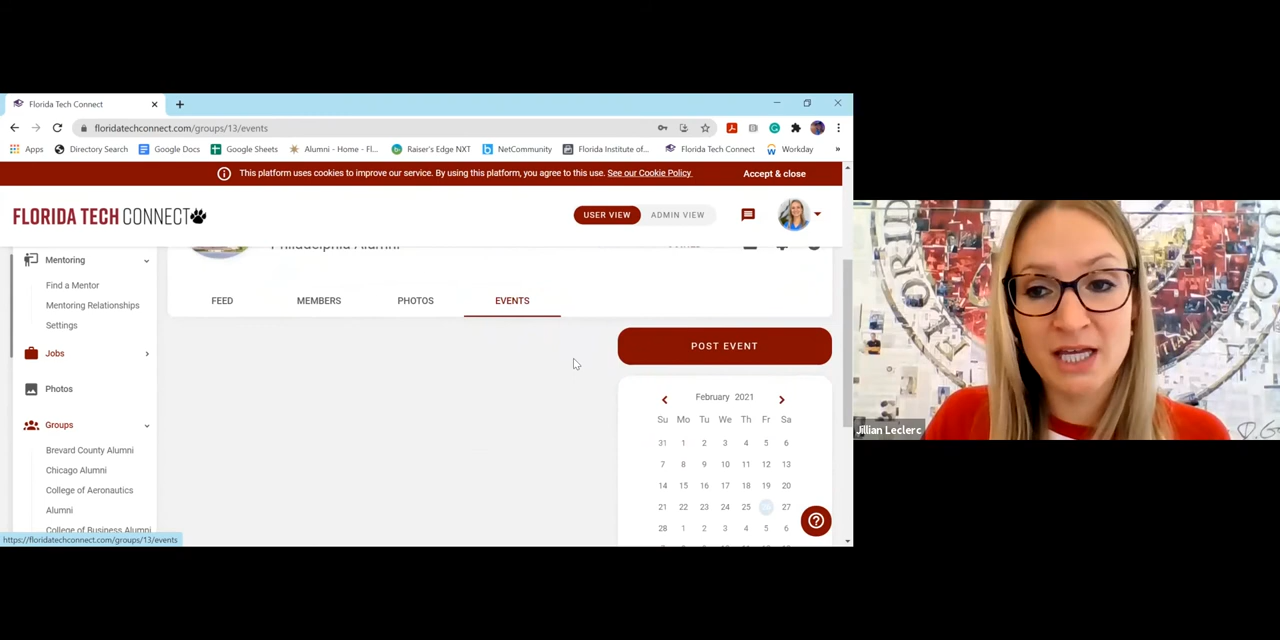 Florida Tech Connect
floridatechconnect.com/groups/13/events
Apps Directory Search Google Docs Google Sheets Alumni - Home - Fl... Raiser's Edge NXT NetCommunity Florida Institute of... Florida Tech Connect Workday »
This platform uses cookies to improve our service. By using this platform, you agree to this use. See our Cookie Policy Accept & close
FLORIDA TECH CONNECT USER VIEW ADMIN VIEW
Philadelphia Alumni
Mentoring
Find a Mentor
Mentoring Relationships
Settings
Jobs
Photos
Groups
Brevard County Alumni
Chicago Alumni
College of Aeronautics
Alumni
College of Business Alumni
FEED MEMBERS PHOTOS EVENTS
POST EVENT
February 2021
Su Mo Tu We Th Fr Sa
31 1 2 3 4 5 6
7 8 9 10 11 12 13
14 15 16 17 18 19 20
21 22 23 24 25 26 27
28 1 2 3 4 5 6
https://floridatechconnect.com/groups/13/events
Jillian Leclerc